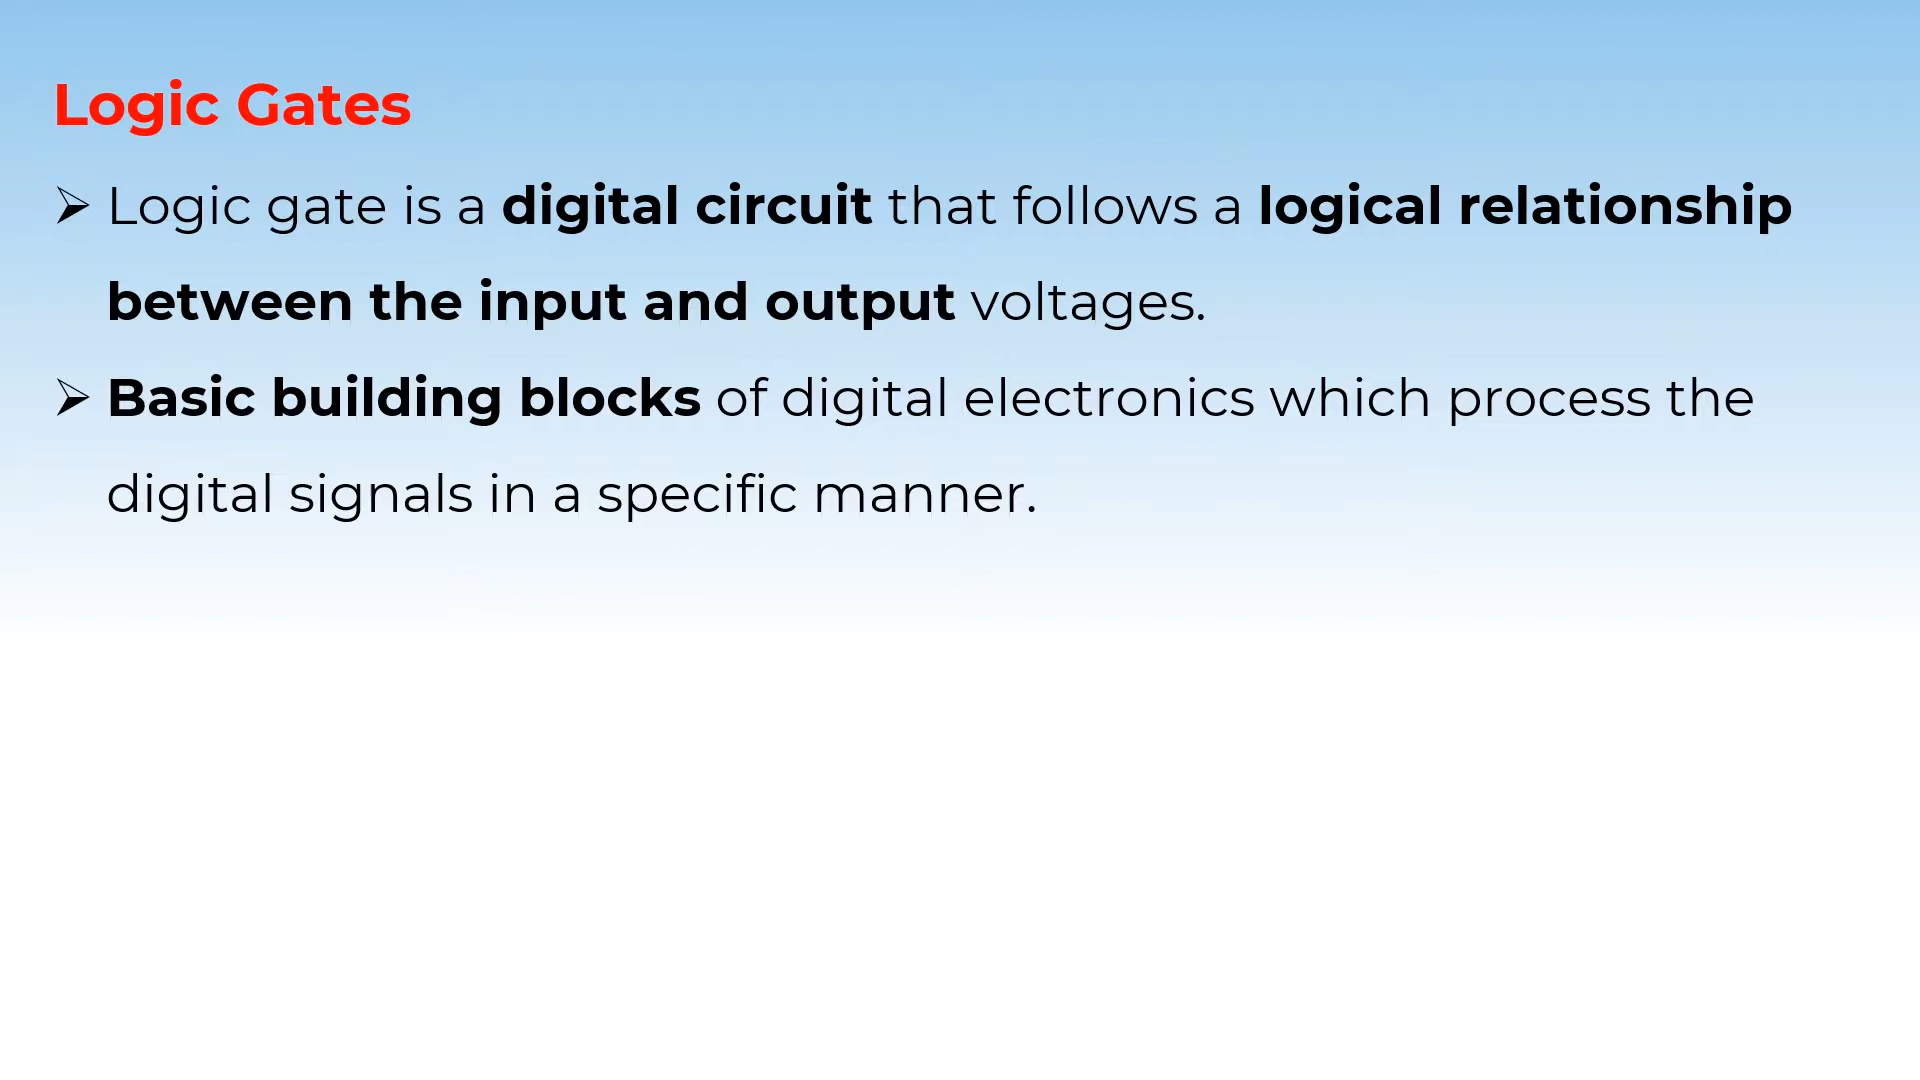 Logic Gates
➢ Logic gate is a digital circuit that follows a logical relationship
between the input and output voltages.
➢ Basic building blocks of digital electronics which process the
digital signals in a specific manner.